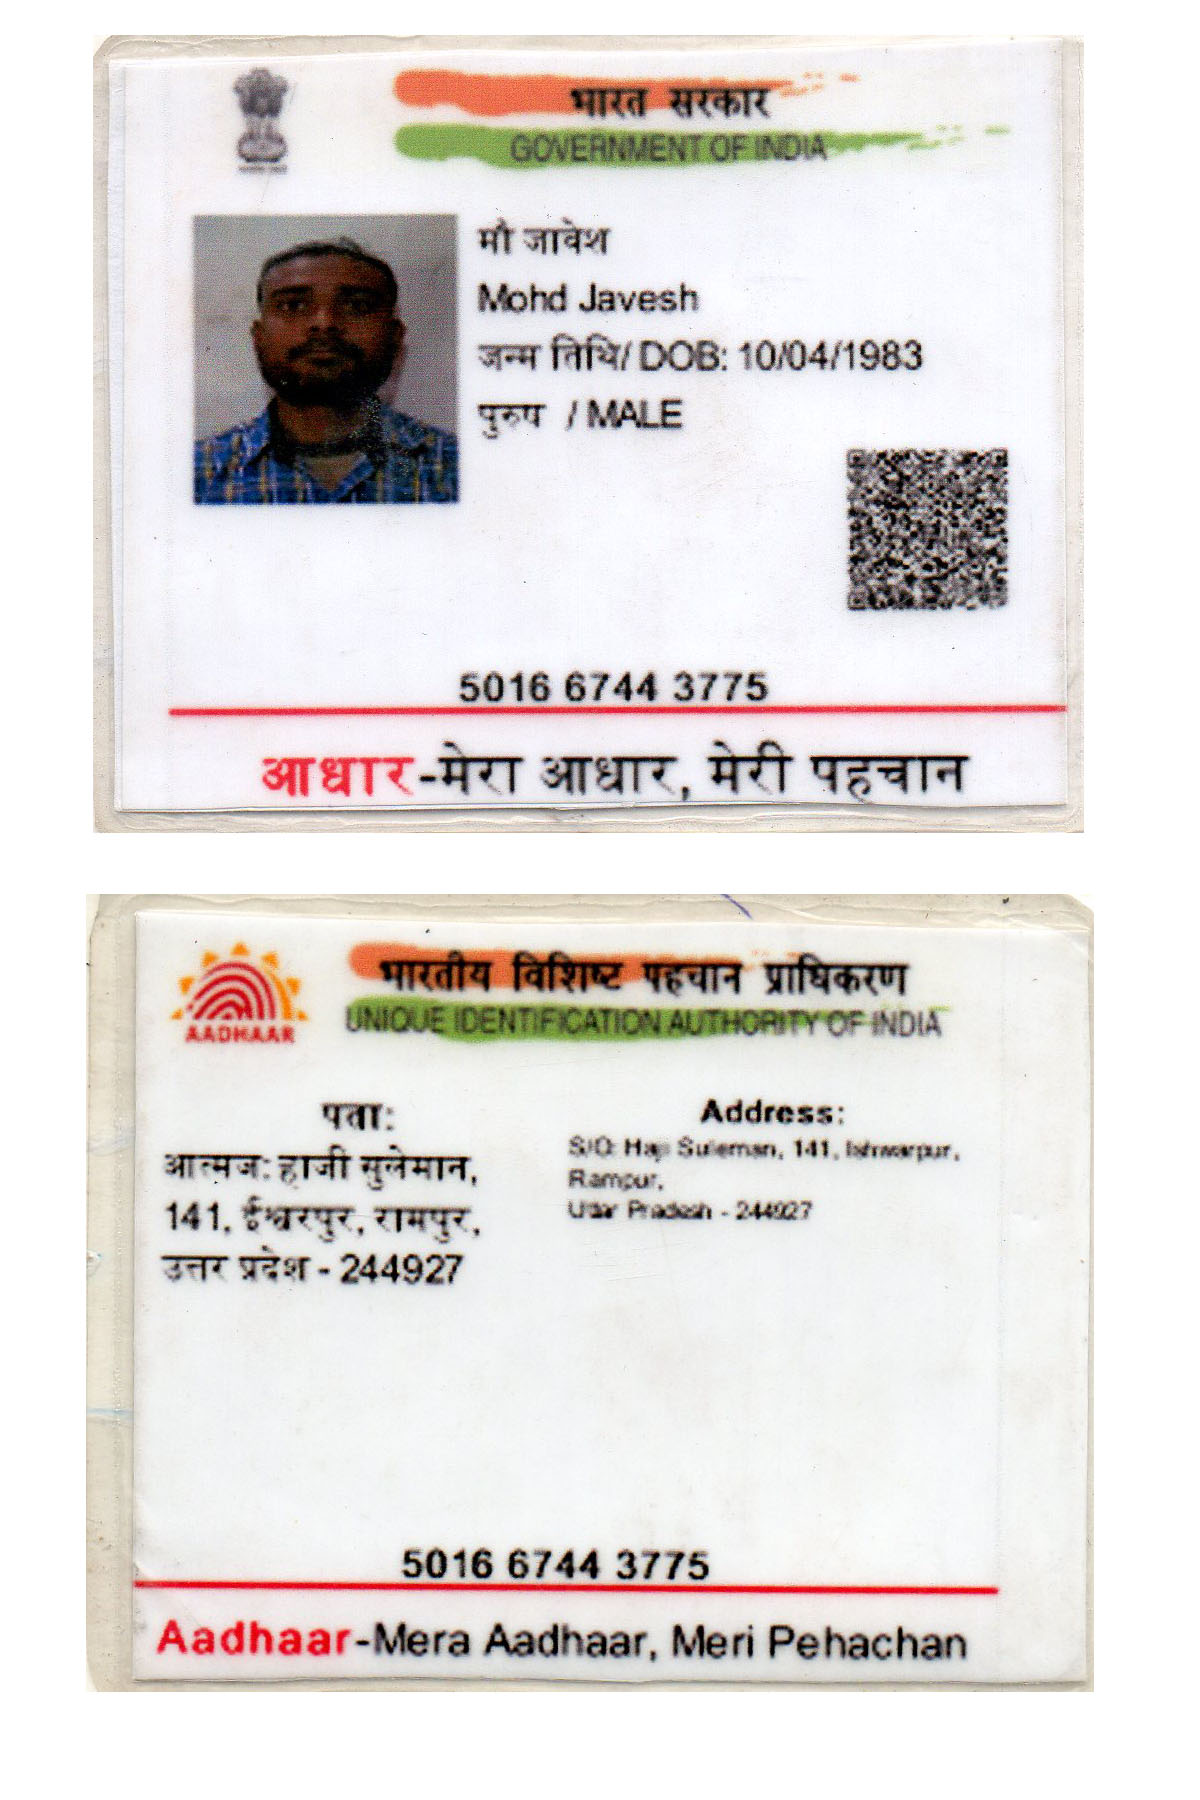 भारत सरकार
GOVERNMENT OF INDIA
मौ जावेश
Mohd Javesh
जन्म तिथि/ DOB: 10/04/1983
पुरुष / MALE
5016 6744 3775
आधार-मेरा आधार, मेरी पहचान
भारतीय विशिष्ट पहचान प्राधिकरण
UNIQUE IDENTIFICATION AUTHORITY OF INDIA
AADHAAR
पता:
आत्मज: हाजी सुलेमान,
141, ईश्वरपुर, रामपुर,
उत्तर प्रदेश - 244927
Address:
S/O: Haji Suleman, 141, Ishwarpur,
Rampur,
Uttar Pradesh - 244927
5016 6744 3775
Aadhaar-Mera Aadhaar, Meri Pehachan